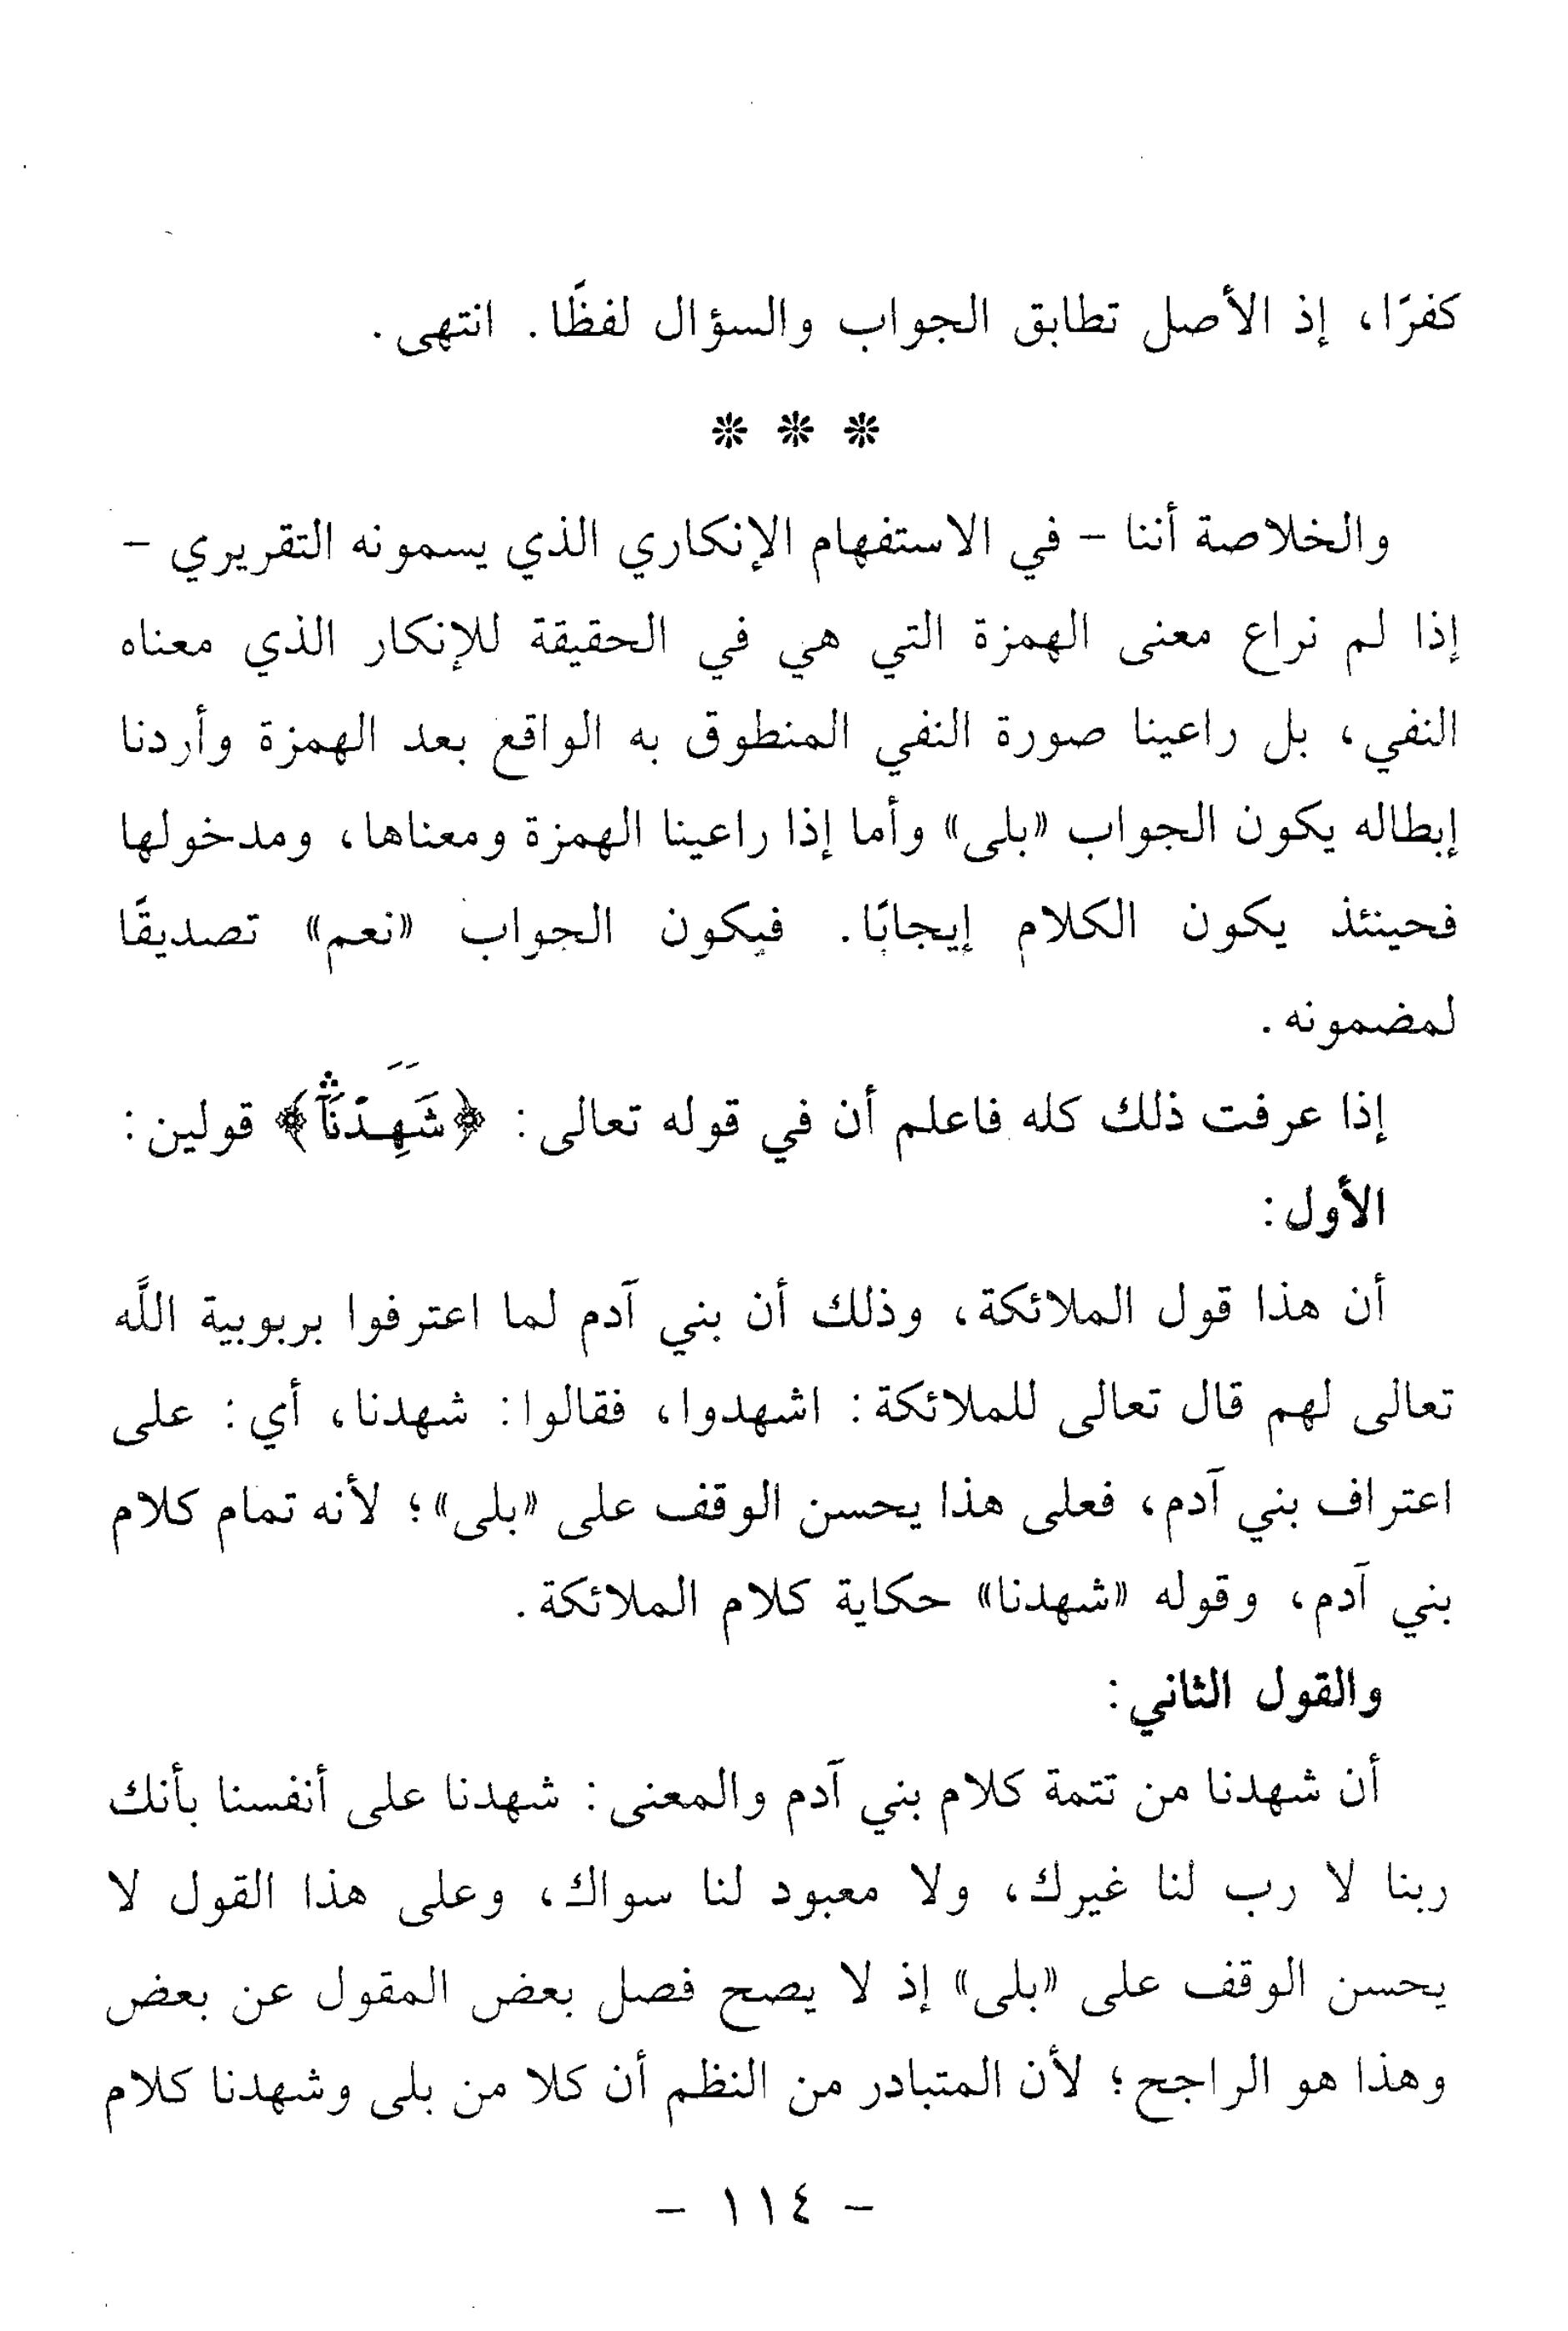 كفرًا، إذ الأصل تطابق الجواب والسؤال لفظًا. انتهى.
❊ ❊ ❊
والخلاصة أننا – في الاستفهام الإنكاري الذي يسمونه التقريري –
إذا لم نراع معنى الهمزة التي هي في الحقيقة للإنكار الذي معناه
النفي، بل راعينا صورة النفي المنطوق به الواقع بعد الهمزة وأردنا
إبطاله يكون الجواب «بلى» وأما إذا راعينا الهمزة ومعناها، ومدخولها
فحينئذ يكون الكلام إيجابًا. فيكون الجواب «نعم» تصديقًا
لمضمونه.
إذا عرفت ذلك كله فاعلم أن في قوله تعالى: ﴿شَهِدْنَآۛ﴾ قولين:
الأول:
أن هذا قول الملائكة، وذلك أن بني آدم لما اعترفوا بربوبية اللَّه
تعالى لهم قال تعالى للملائكة: اشهدوا، فقالوا: شهدنا، أي: على
اعتراف بني آدم، فعلى هذا يحسن الوقف على «بلى»؛ لأنه تمام كلام
بني آدم، وقوله «شهدنا» حكاية كلام الملائكة.
والقول الثاني:
أن شهدنا من تتمة كلام بني آدم والمعنى: شهدنا على أنفسنا بأنك
ربنا لا رب لنا غيرك، ولا معبود لنا سواك، وعلى هذا القول لا
يحسن الوقف على «بلى» إذ لا يصح فصل بعض المقول عن بعض
وهذا هو الراجح؛ لأن المتبادر من النظم أن كلا من بلى وشهدنا كلام
– ١١٤ –